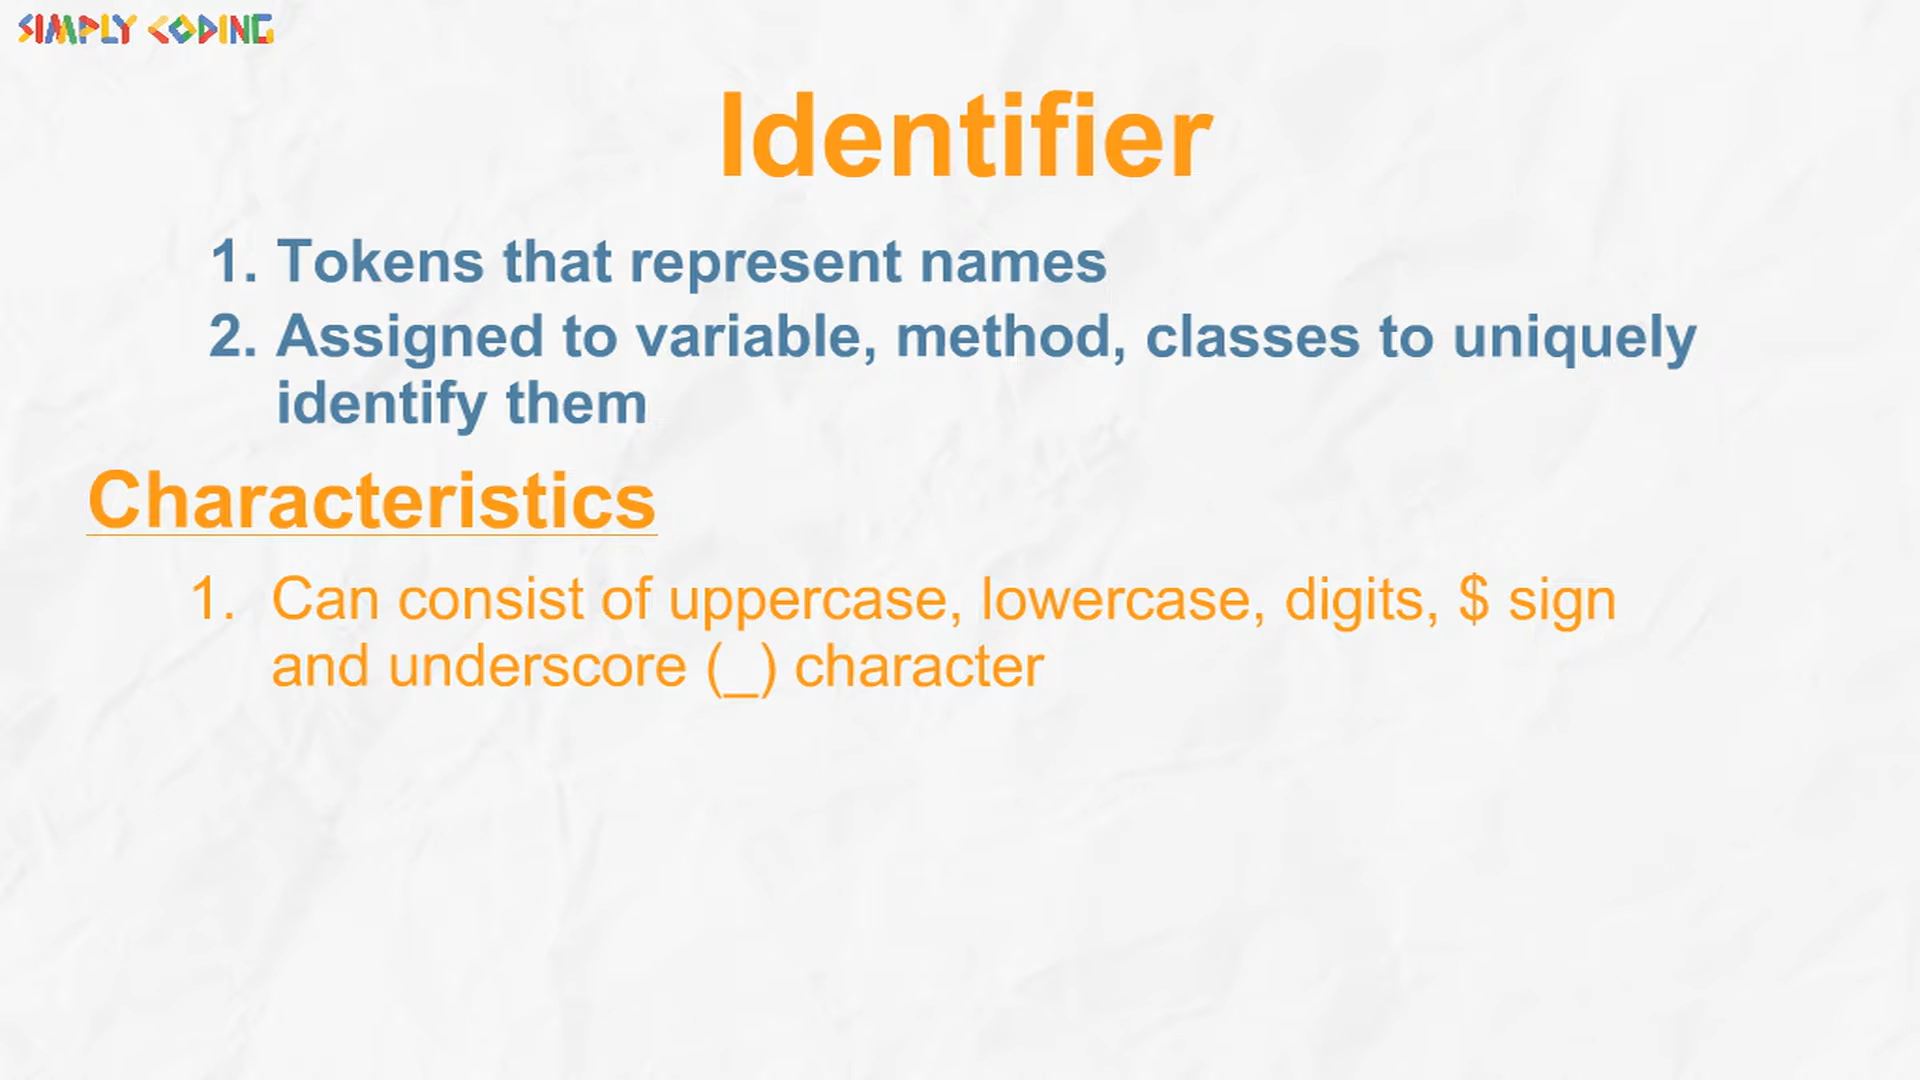 SIMPLY CODING
Identifier
1. Tokens that represent names
2. Assigned to variable, method, classes to uniquely
identify them
Characteristics
1. Can consist of uppercase, lowercase, digits, $ sign
and underscore (_) character